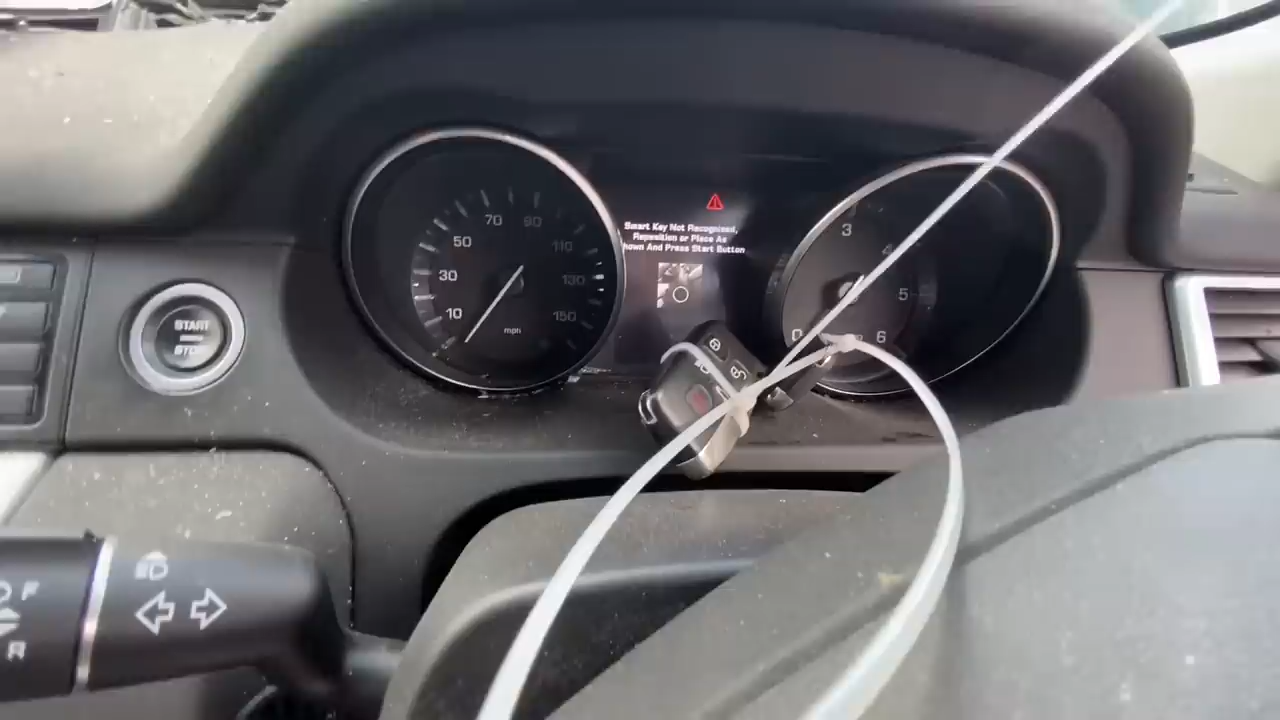 Smart Key Not Recognised,
Reposition or Place As
hown And Press Start Button
70
90
50
110
30
130
10
150
mph
3
4
5
0
6
START
STOP
F
R